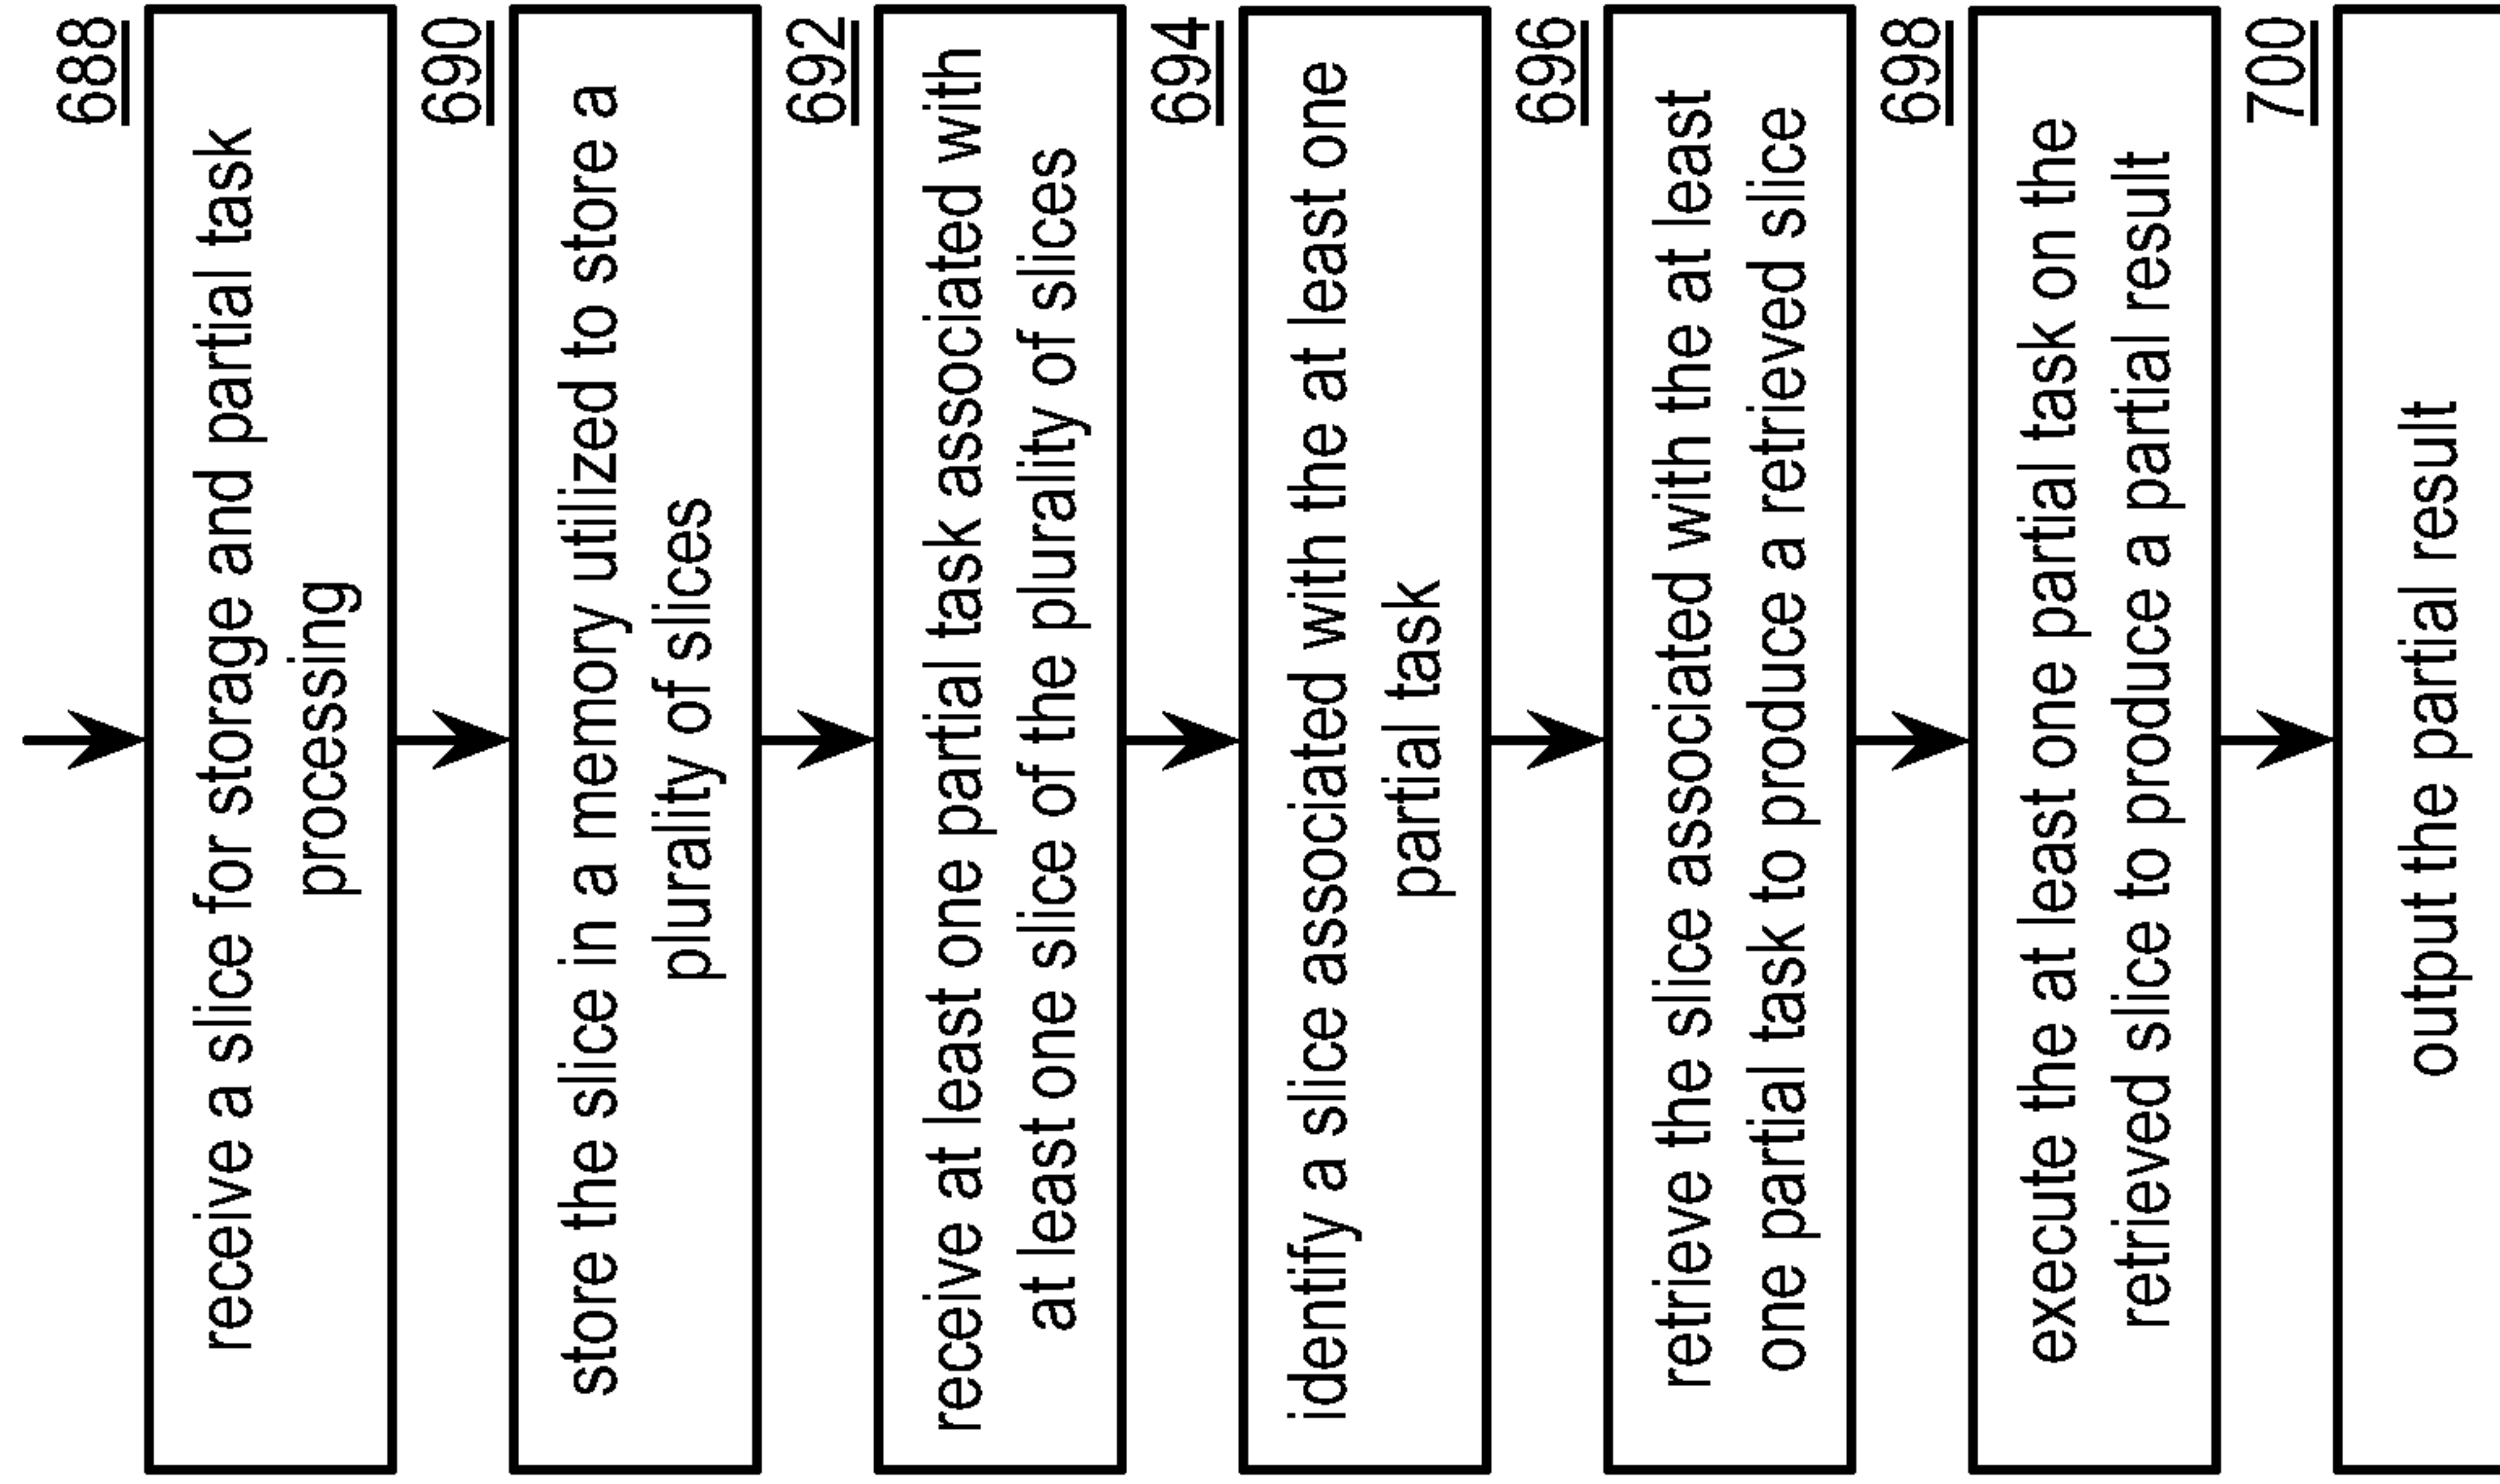 688
receive a slice for storage and partial task
processing
690
store the slice in a memory utilized to store a
plurality of slices
692
receive at least one partial task associated with
at least one slice of the plurality of slices
694
identify a slice associated with the at least one
partial task
696
retrieve the slice associated with the at least
one partial task to produce a retrieved slice
698
execute the at least one partial task on the
retrieved slice to produce a partial result
700
output the partial result